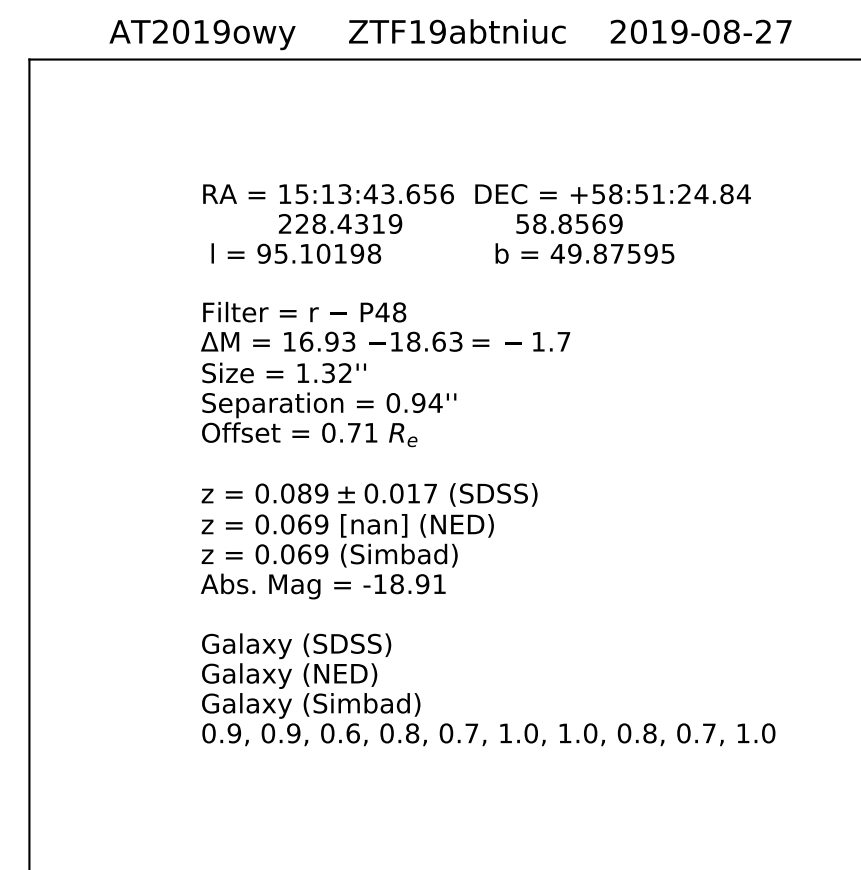 AT2019owy ZTF19abtniuc 2019-08-27
RA = 15:13:43.656 DEC = +58:51:24.84
228.4319 58.8569
l = 95.10198 b = 49.87595
Filter = r − P48
ΔM = 16.93 −18.63 = − 1.7
Size = 1.32''
Separation = 0.94''
Offset = 0.71 Rₑ
z = 0.089 ± 0.017 (SDSS)
z = 0.069 [nan] (NED)
z = 0.069 (Simbad)
Abs. Mag = -18.91
Galaxy (SDSS)
Galaxy (NED)
Galaxy (Simbad)
0.9, 0.9, 0.6, 0.8, 0.7, 1.0, 1.0, 0.8, 0.7, 1.0